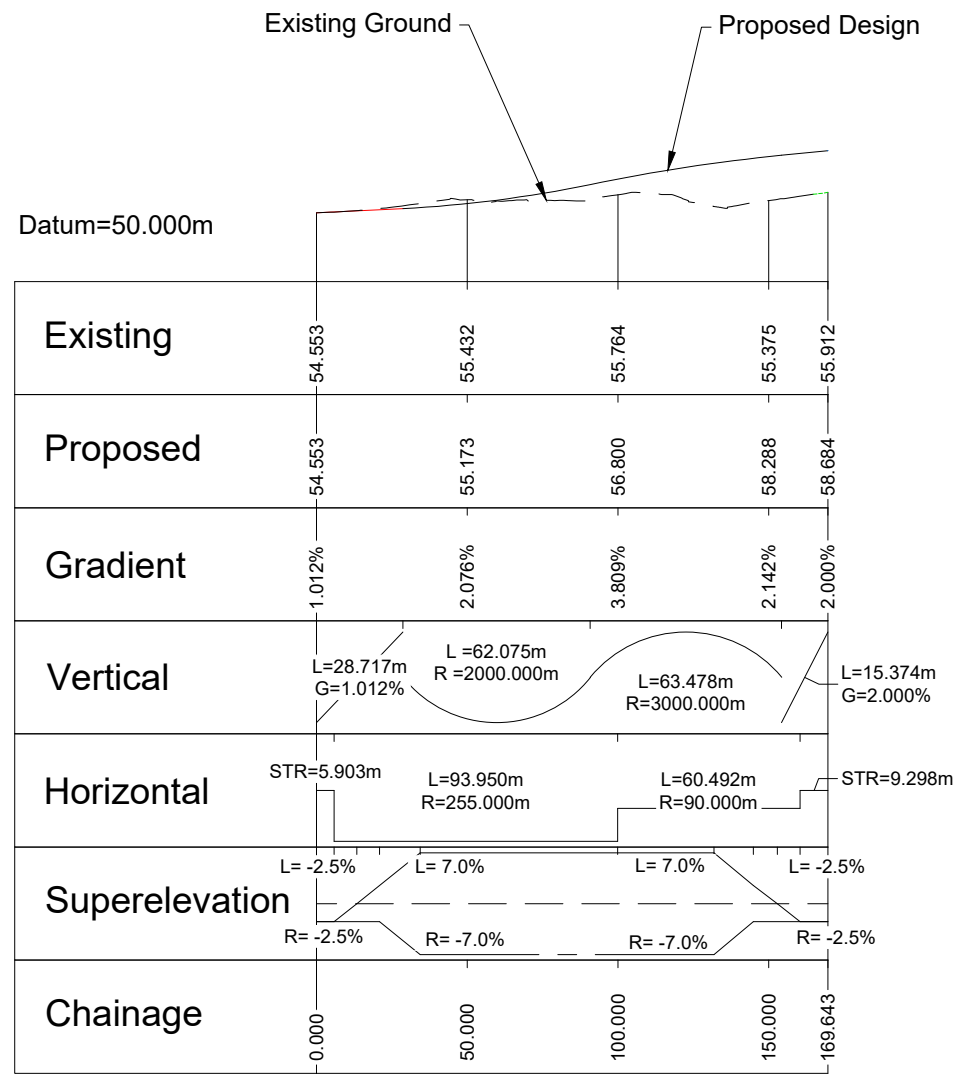 Existing Ground
Proposed Design
Datum=50.000m
Existing
54.553
55.432
55.764
55.375
55.912
Proposed
54.553
55.173
56.800
58.288
58.684
Gradient
1.012%
2.076%
3.809%
2.142%
2.000%
Vertical
L=28.717m
G=1.012%
L =62.075m
R =2000.000m
L=63.478m
R=3000.000m
L=15.374m
G=2.000%
Horizontal
STR=5.903m
L=93.950m
R=255.000m
L=60.492m
R=90.000m
STR=9.298m
Superelevation
L= -2.5%
L= 7.0%
L= 7.0%
L= -2.5%
R= -2.5%
R= -7.0%
R= -7.0%
R= -2.5%
Chainage
0.000
50.000
100.000
150.000
169.643